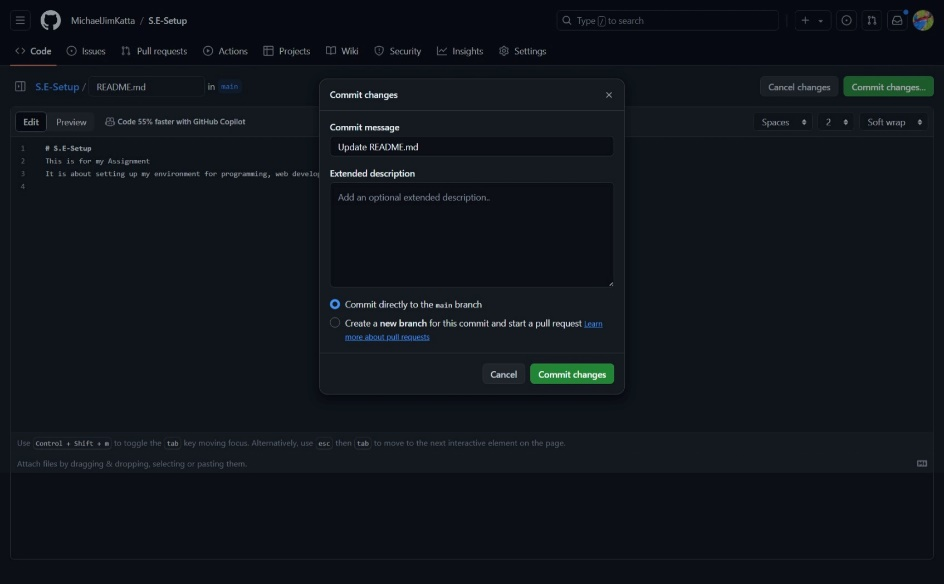 MichaelJimKatta / S.E-Setup
Type / to search
Code Issues Pull requests Actions Projects Wiki Security Insights Settings
S.E-Setup / README.md in main
Cancel changes Commit changes...
Edit Preview Code 55% faster with GitHub Copilot
Spaces 2 Soft wrap
1 # S.E-Setup
2 This is for my Assignment
3 It is about setting up my environment for programming, web develop
4
Commit changes
Commit message
Update README.md
Extended description
Add an optional extended description..
Commit directly to the main branch
Create a new branch for this commit and start a pull request Learn
more about pull requests
Cancel Commit changes
Use Control + Shift + m to toggle the tab key moving focus. Alternatively, use esc then tab to move to the next interactive element on the page.
Attach files by dragging & dropping, selecting or pasting them.